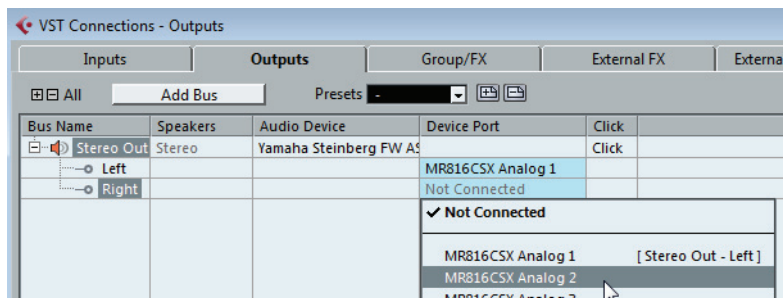 VST Connections - Outputs
Inputs Outputs Group/FX External FX Externa
All Add Bus Presets -
Bus Name Speakers Audio Device Device Port Click
Stereo Out Stereo Yamaha Steinberg FW AS Click
Left MR816CSX Analog 1
Right Not Connected
✓ Not Connected
MR816CSX Analog 1 [ Stereo Out - Left ]
MR816CSX Analog 2